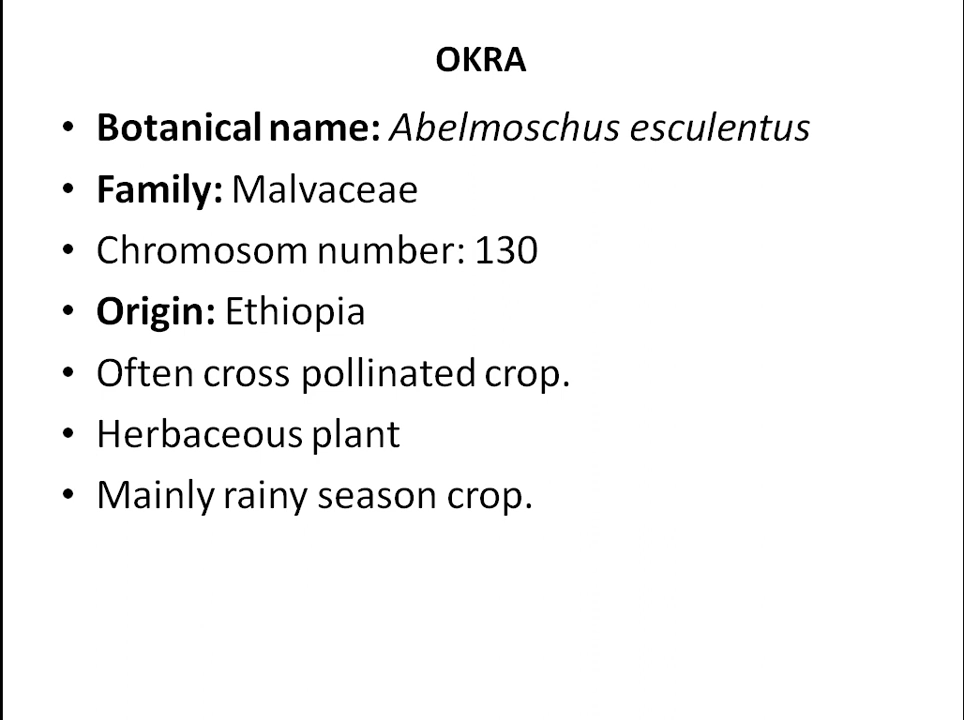 OKRA
• Botanical name: Abelmoschus esculentus
• Family: Malvaceae
• Chromosom number: 130
• Origin: Ethiopia
• Often cross pollinated crop.
• Herbaceous plant
• Mainly rainy season crop.